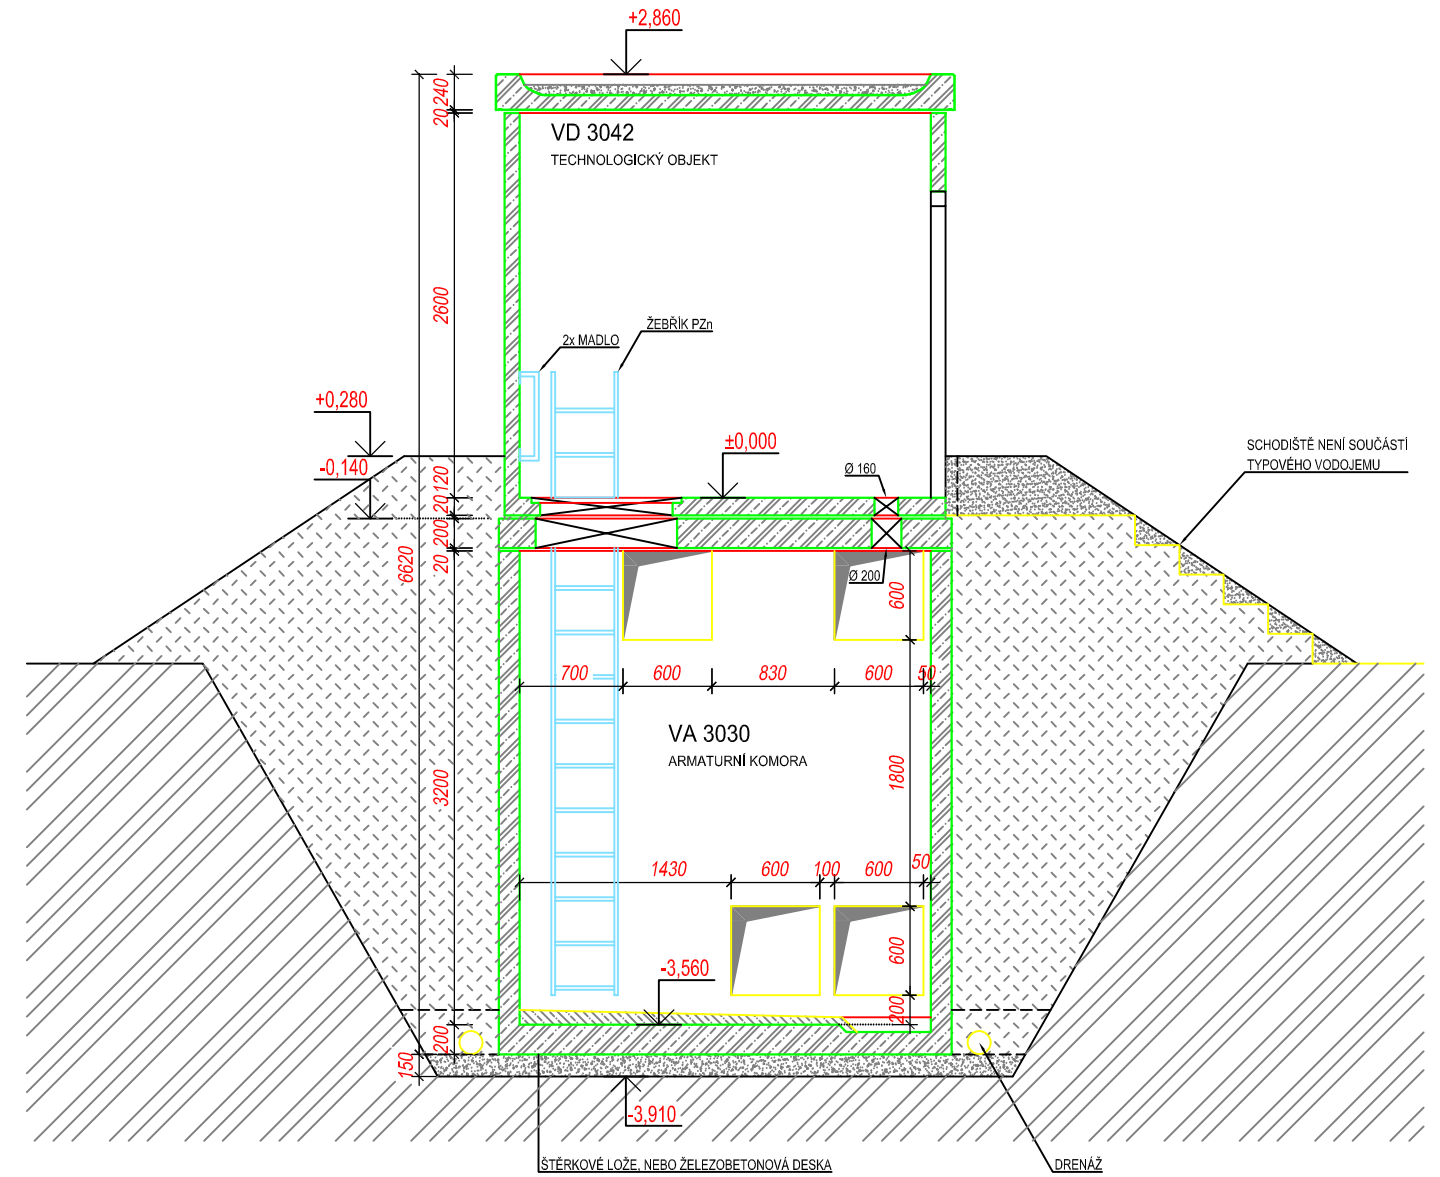 +2,860
240
20
VD 3042
TECHNOLOGICKÝ OBJEKT
2600
ŽEBŘÍK PZn
2x MADLO
+0,280
±0,000
SCHODIŠTĚ NENÍ SOUČÁSTÍ
TYPOVÉHO VODOJEMU
-0,140
Ø 160
120
20
200
20
6620
Ø 200
600
700
600
830
600
50
VA 3030
ARMATURNÍ KOMORA
3200
1800
1430
600
100
600
50
600
-3,560
200
200
150
-3,910
ŠTĚRKOVÉ LOŽE, NEBO ŽELEZOBETONOVÁ DESKA
DRENÁŽ